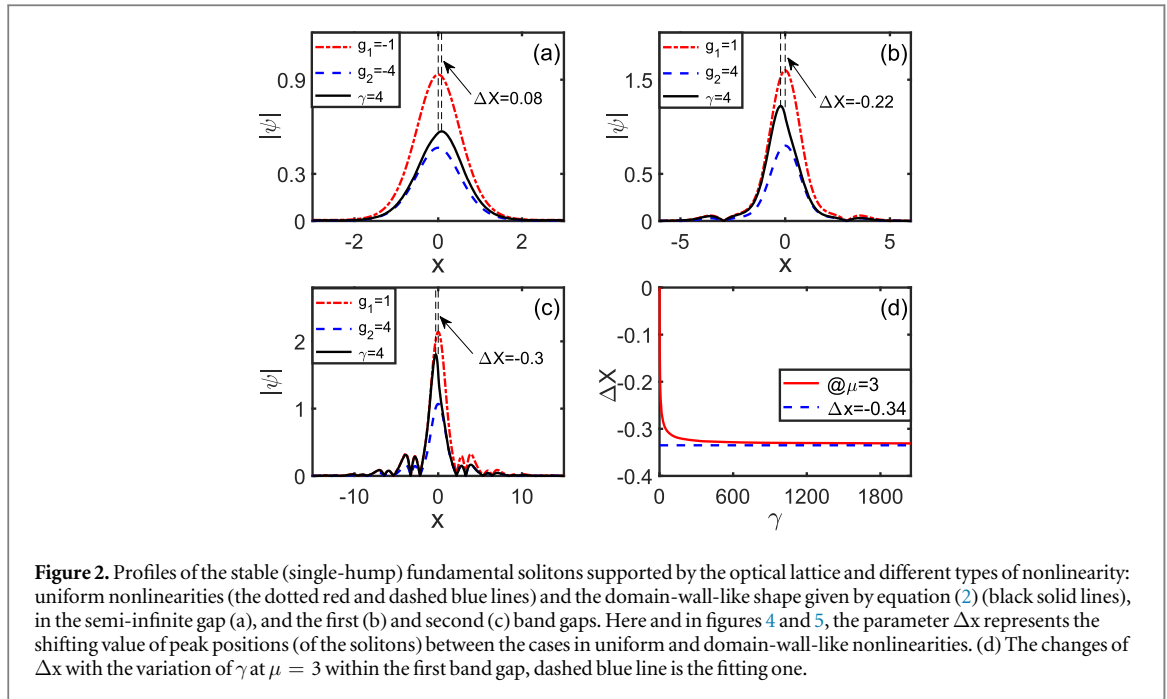 (a)
g₁=-1
g₂=-4
γ=4
ΔX=0.08
0.9
0.3
0
|ψ|
-2 0 2
X
(b)
g₁=1
g₂=4
γ=4
ΔX=-0.22
1.5
1.5
0
|ψ|
-5 0 5
X
(c)
g₁=1
g₂=4
γ=4
ΔX=-0.3
2
1
0
|ψ|
-10 0 10
X
(d)
0
-0.1
-0.2
-0.3
-0.4
ΔX
@μ=3
Δx=-0.34
0 600 1200 1800
γ
Figure 2. Profiles of the stable (single-hump) fundamental solitons supported by the optical lattice and different types of nonlinearity:
uniform nonlinearities (the dotted red and dashed blue lines) and the domain-wall-like shape given by equation (2) (black solid lines),
in the semi-infinite gap (a), and the first (b) and second (c) band gaps. Here and in figures 4 and 5, the parameter Δx represents the
shifting value of peak positions (of the solitons) between the cases in uniform and domain-wall-like nonlinearities. (d) The changes of
Δx with the variation of γ at μ = 3 within the first band gap, dashed blue line is the fitting one.